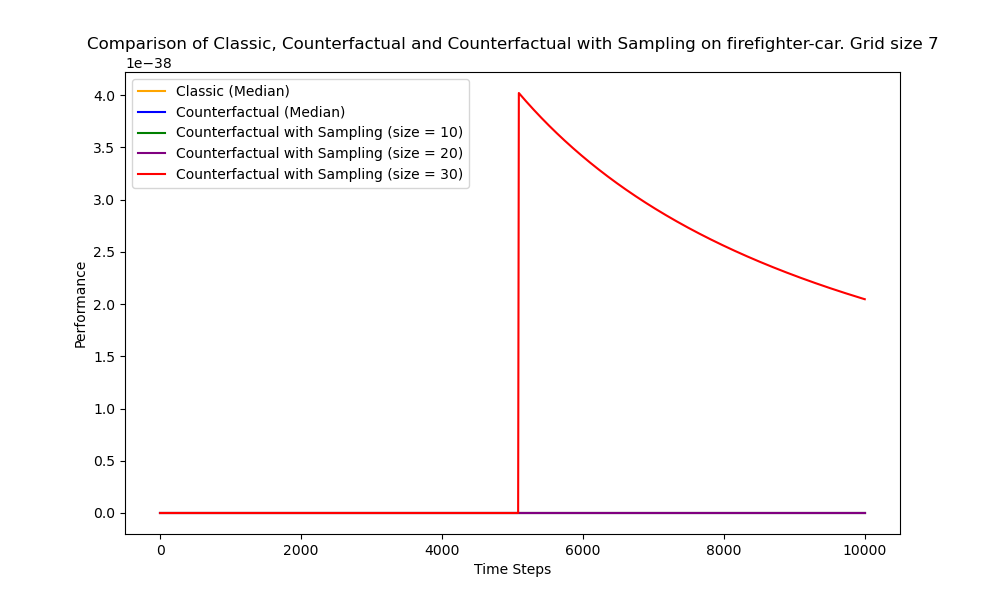 Comparison of Classic, Counterfactual and Counterfactual with Sampling on firefighter-car. Grid size 7
1e−38
Classic (Median)
Counterfactual (Median)
Counterfactual with Sampling (size = 10)
Counterfactual with Sampling (size = 20)
Counterfactual with Sampling (size = 30)
4.0
3.5
3.0
2.5
2.0
1.5
1.0
0.5
0.0
Performance
0 2000 4000 6000 8000 10000
Time Steps